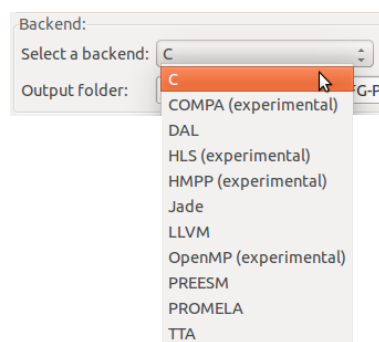 Backend:
Select a backend: C
C
Output folder: FG-P
COMPA (experimental)
DAL
HLS (experimental)
HMPP (experimental)
Jade
LLVM
OpenMP (experimental)
PREESM
PROMELA
TTA